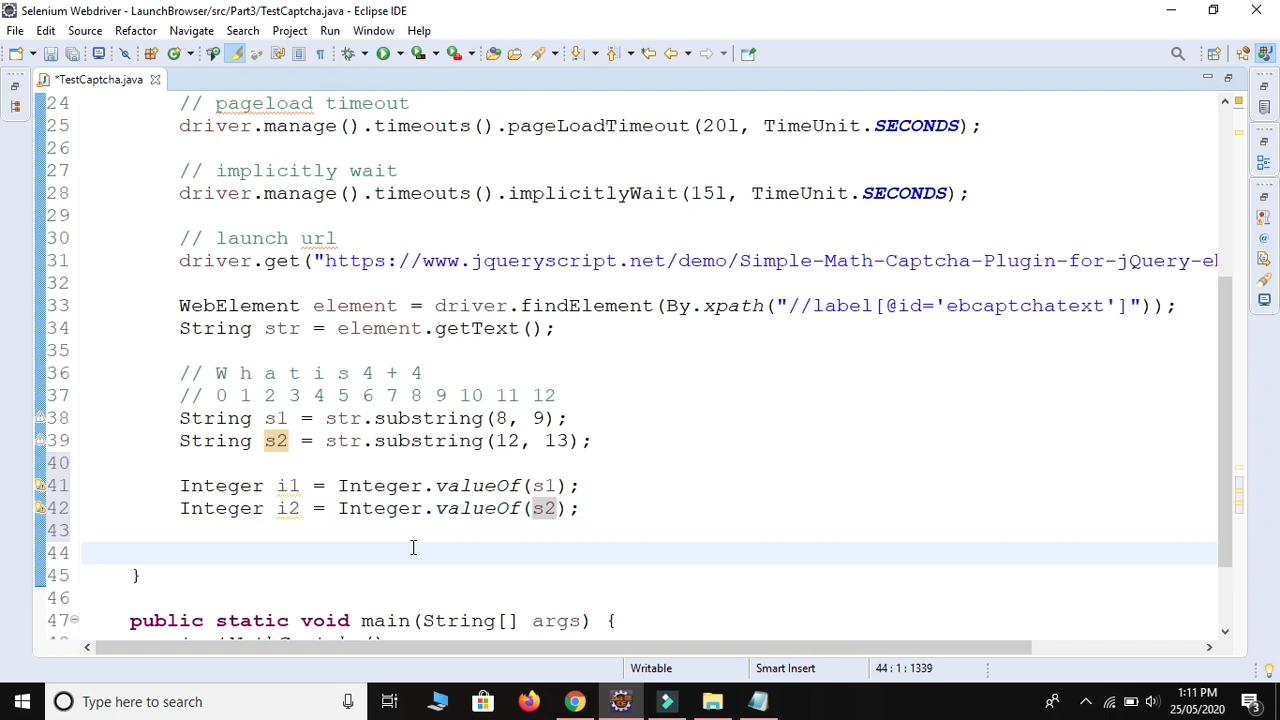 Selenium Webdriver - LaunchBrowser/src/Part3/TestCaptcha.java - Eclipse IDE
File Edit Source Refactor Navigate Search Project Run Window Help
*TestCaptcha.java
24 // pageload timeout
25 driver.manage().timeouts().pageLoadTimeout(20l, TimeUnit.SECONDS);
26
27 // implicitly wait
28 driver.manage().timeouts().implicitlyWait(15l, TimeUnit.SECONDS);
29
30 // launch url
31 driver.get("https://www.jqueryscript.net/demo/Simple-Math-Captcha-Plugin-for-jQuery-eb
32
33 WebElement element = driver.findElement(By.xpath("//label[@id='ebcaptchatext']"));
34 String str = element.getText();
35
36 // W h a t i s 4 + 4
37 // 0 1 2 3 4 5 6 7 8 9 10 11 12
38 String s1 = str.substring(8, 9);
39 String s2 = str.substring(12, 13);
40
41 Integer i1 = Integer.valueOf(s1);
42 Integer i2 = Integer.valueOf(s2);
43
44
45 }
46
47 public static void main(String[] args) {
Writable Smart Insert 44 : 1 : 1339
Type here to search
1:11 PM
25/05/2020
3